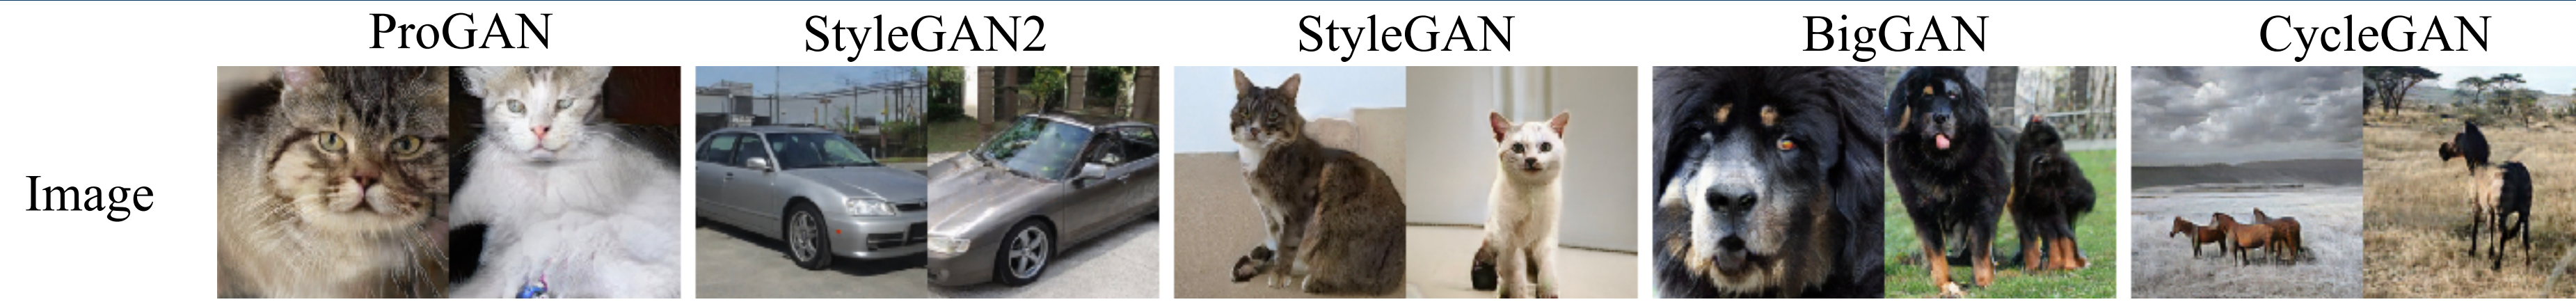 ProGAN StyleGAN2 StyleGAN BigGAN CycleGAN
Image